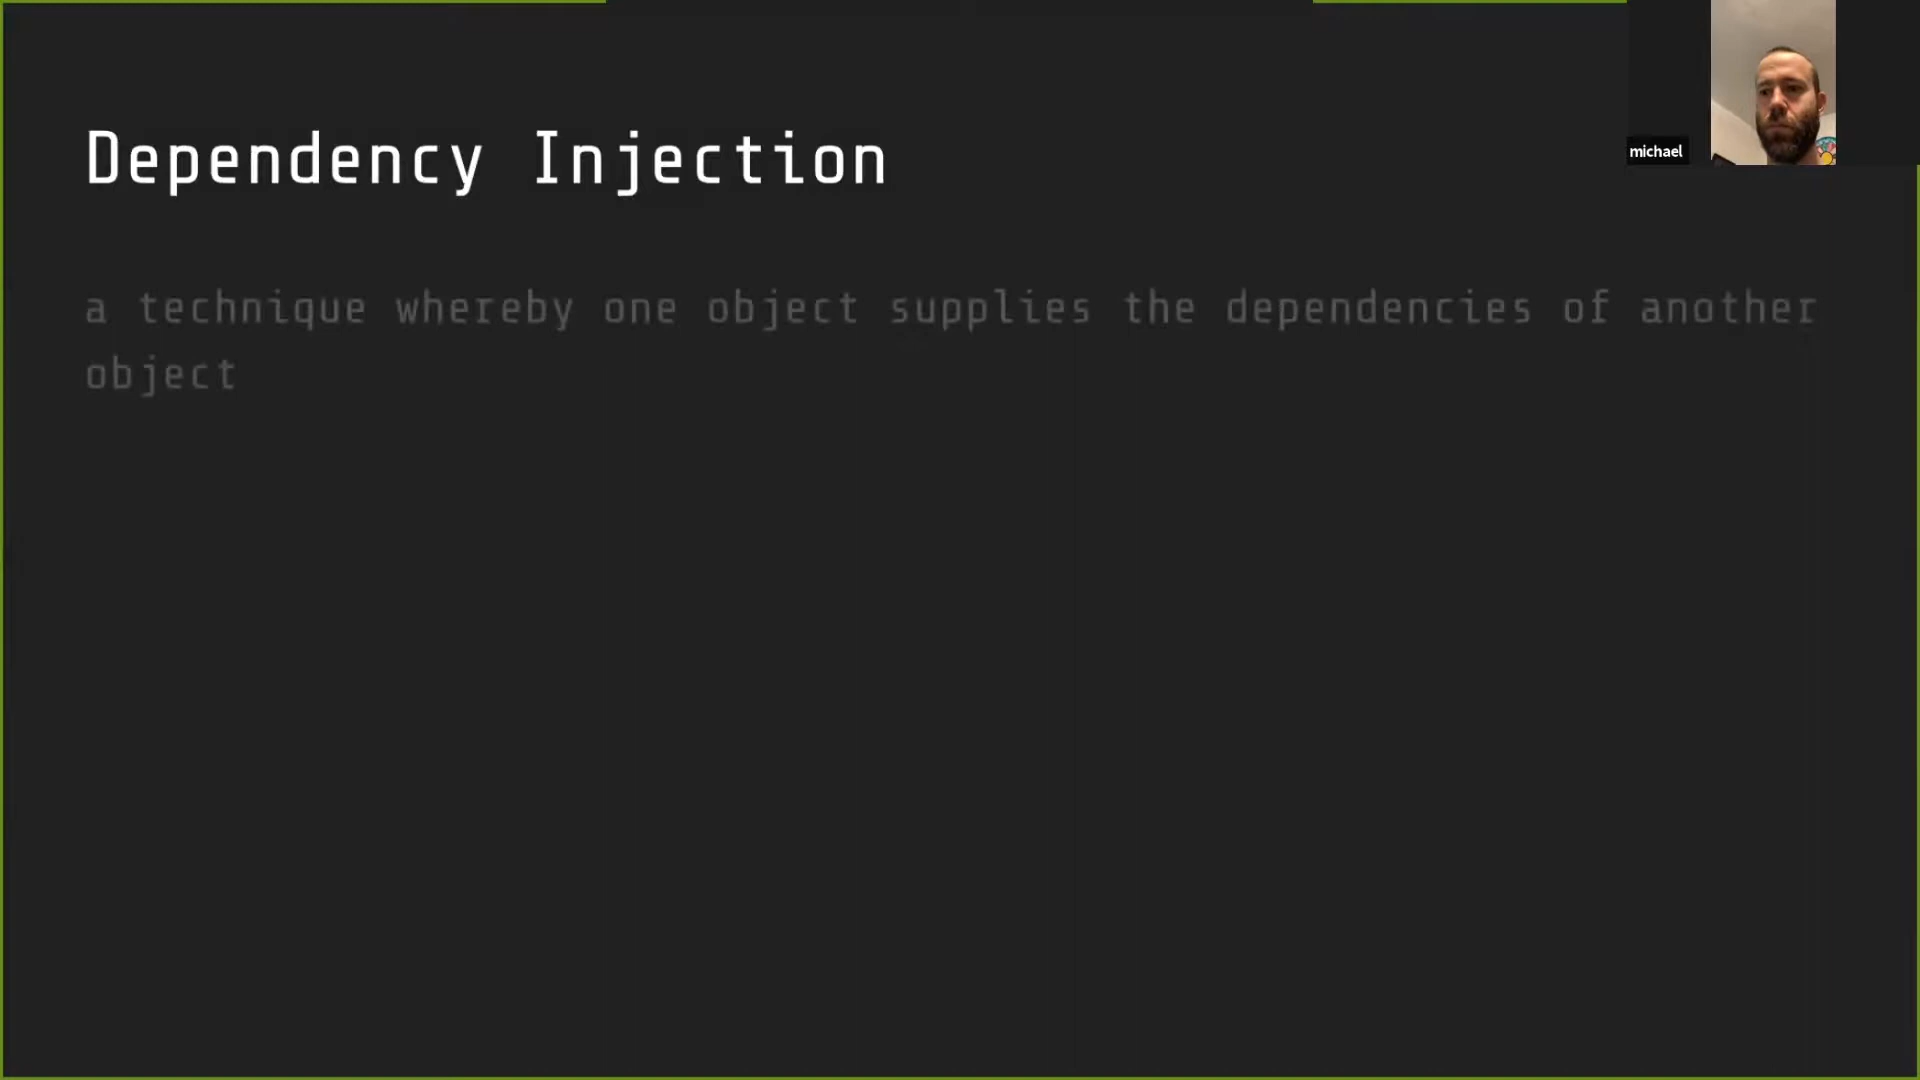 Dependency Injection
michael
a technique whereby one object supplies the dependencies of another
object